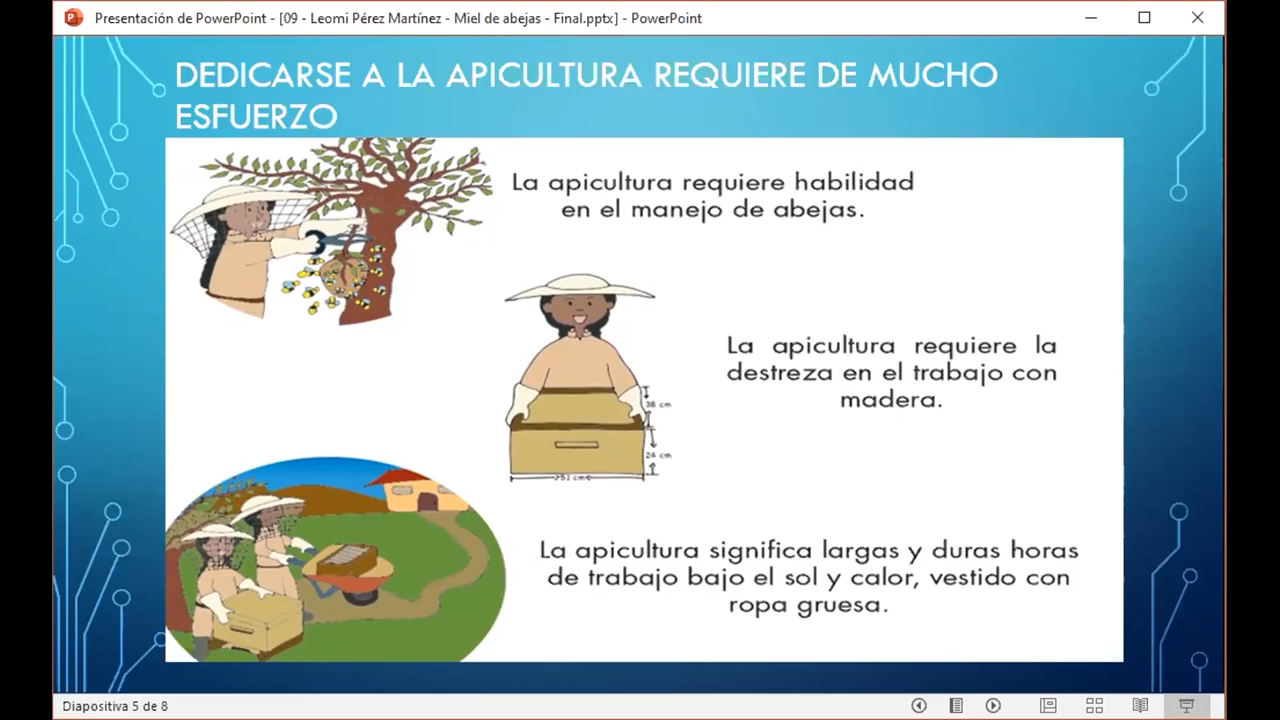 Presentación de PowerPoint - [09 - Leomi Pérez Martínez - Miel de abejas - Final.pptx] - PowerPoint
DEDICARSE A LA APICULTURA REQUIERE DE MUCHO
ESFUERZO
La apicultura requiere habilidad
en el manejo de abejas.
La apicultura requiere la
destreza en el trabajo con
madera.
38 cm
24 cm
51 cm
La apicultura significa largas y duras horas
de trabajo bajo el sol y calor, vestido con
ropa gruesa.
Diapositiva 5 de 8